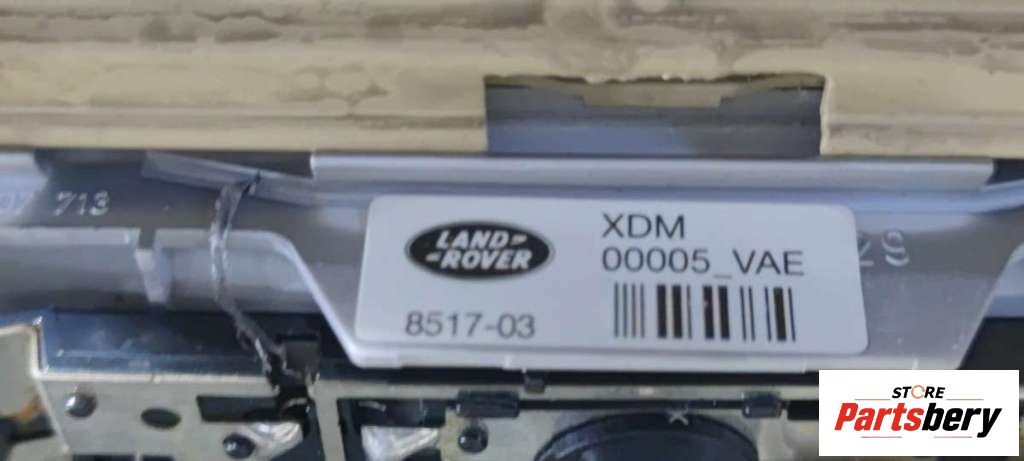 713
LAND-
-ROVER
XDM
00005_VAE
8517-03
STORE
Partsbery